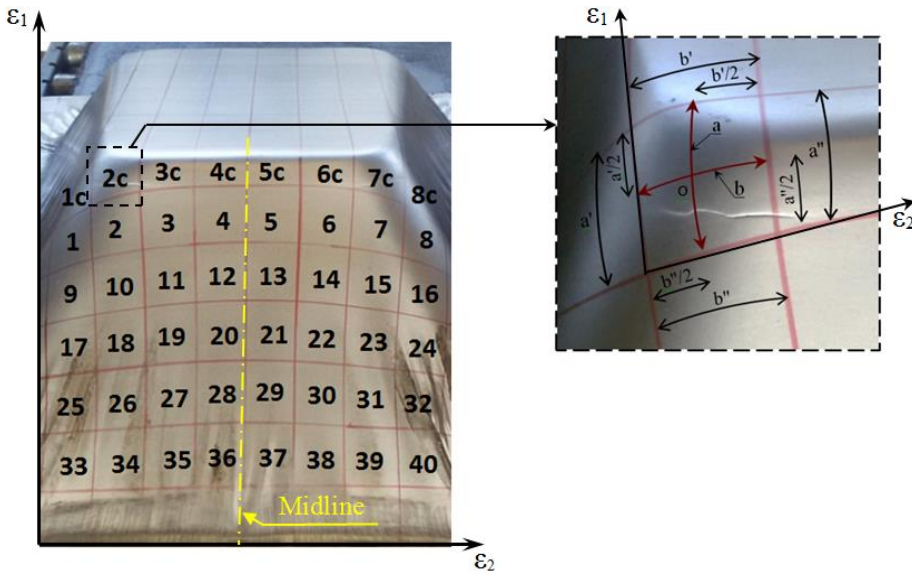 ε1
1c 2c 3c 4c 5c 6c 7c 8c
1 2 3 4 5 6 7 8
9 10 11 12 13 14 15 16
17 18 19 20 21 22 23 24
25 26 27 28 29 30 31 32
33 34 35 36 37 38 39 40
Midline
ε2
ε1
b'
b'/2
a
a''
a'/2
a''/2
a'
o
b
ε2
b''/2
b''